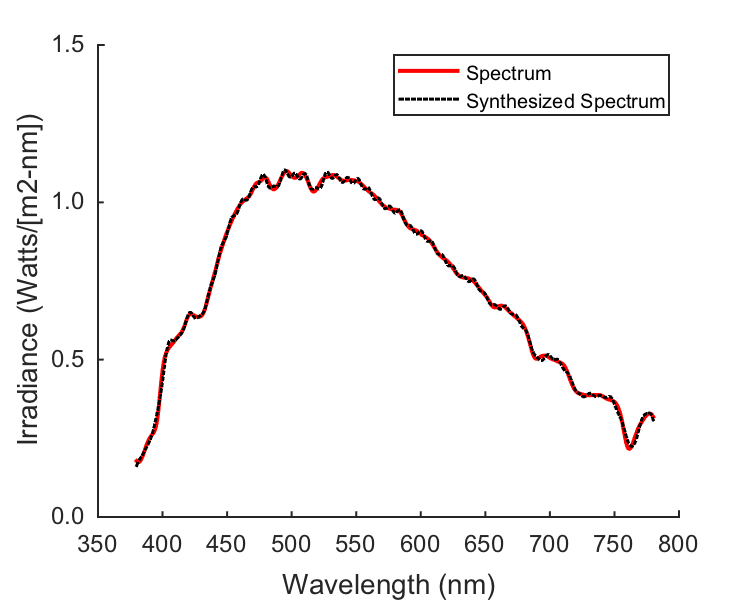 1.5
Spectrum
Synthesized Spectrum
1.0
0.5
0.0
Irradiance (Watts/[m2-nm])
350 400 450 500 550 600 650 700 750 800
Wavelength (nm)